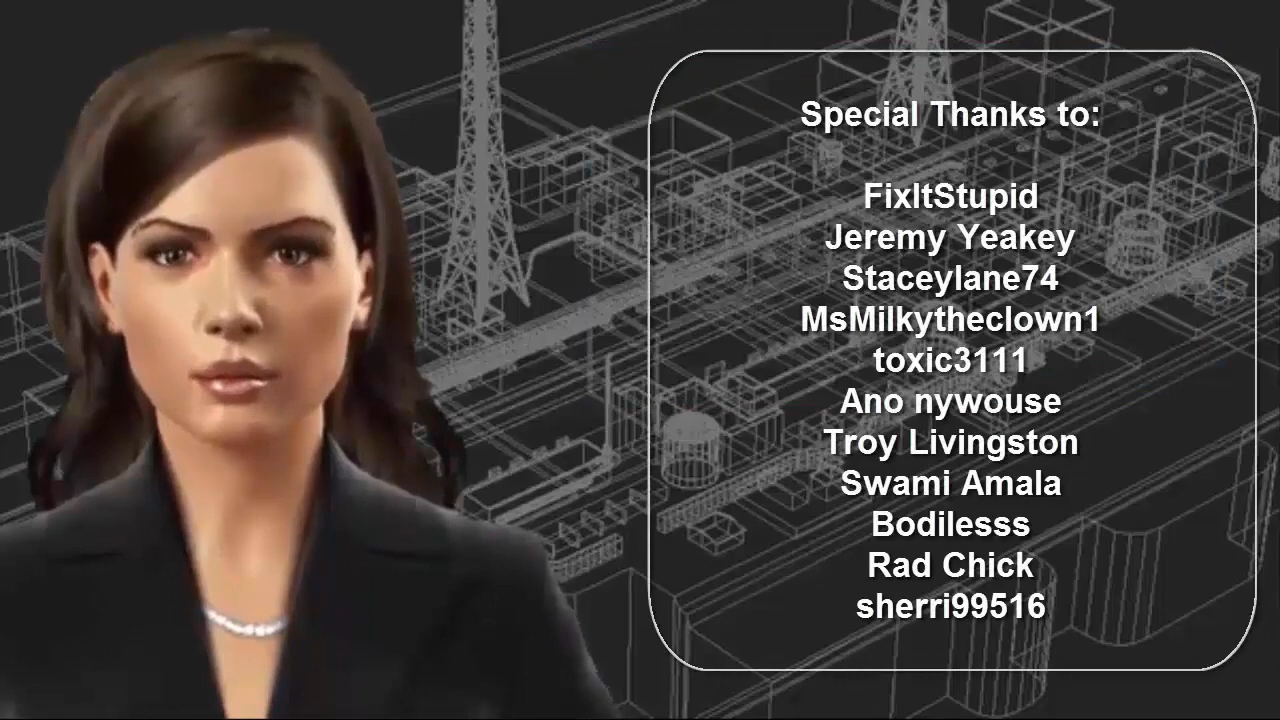 Special Thanks to:
FixItStupid
Jeremy Yeakey
Staceylane74
MsMilkytheclown1
toxic3111
Ano nywouse
Troy Livingston
Swami Amala
Bodilesss
Rad Chick
sherri99516